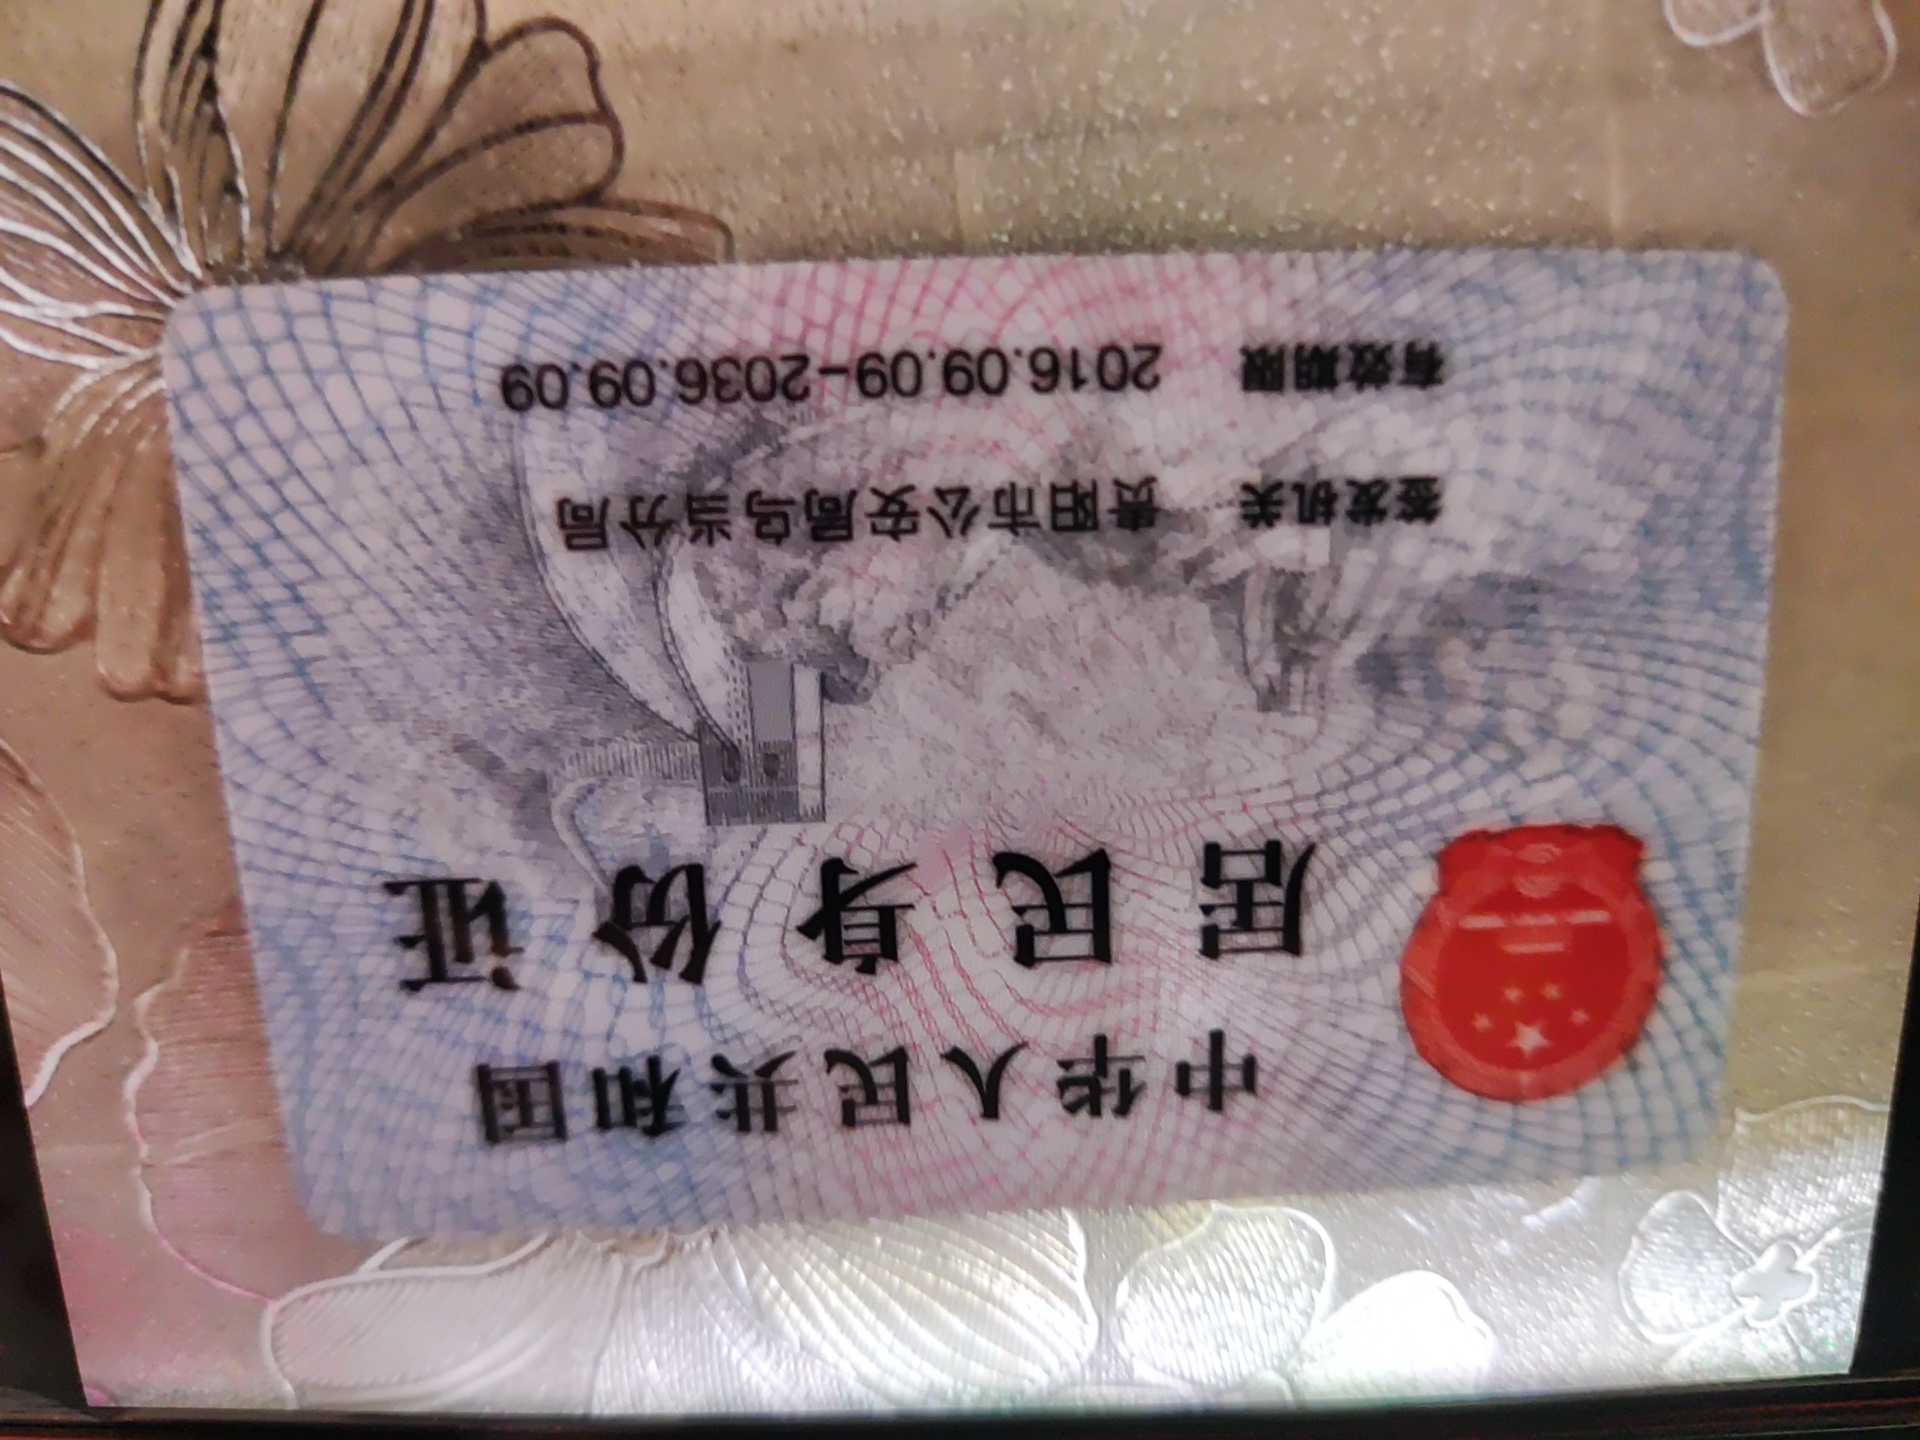 中华人民共和国
居民身份证
签发机关 贵阳市公安局乌当分局
有效期限 2016.09.09-2036.09.09